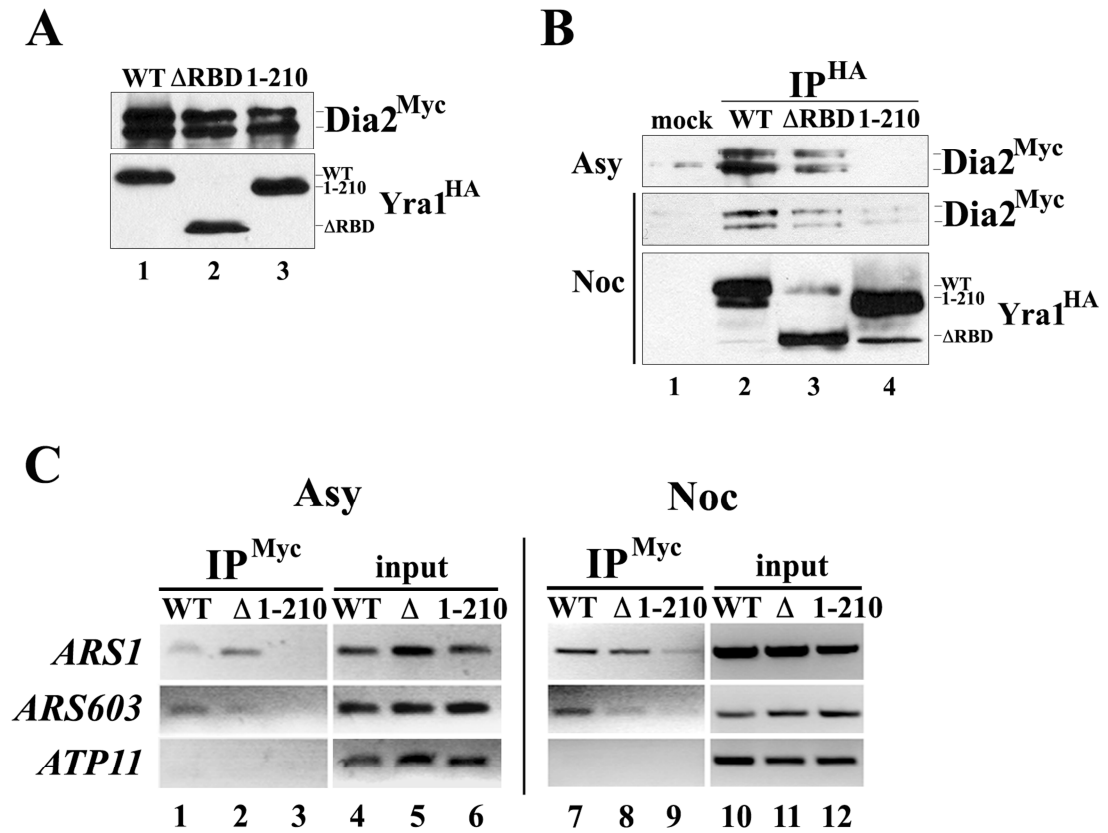 A
WT ΔRBD 1-210
Dia2Myc
WT
1-210
Yra1HA
ΔRBD
1 2 3
B
IPHA
mock WT ΔRBD 1-210
Asy
Dia2Myc
Dia2Myc
Noc
WT
1-210
Yra1HA
ΔRBD
1 2 3 4
C
Asy Noc
IPMyc input IPMyc input
WT Δ 1-210 WT Δ 1-210 WT Δ 1-210 WT Δ 1-210
ARS1
ARS603
ATP11
1 2 3 4 5 6 7 8 9 10 11 12